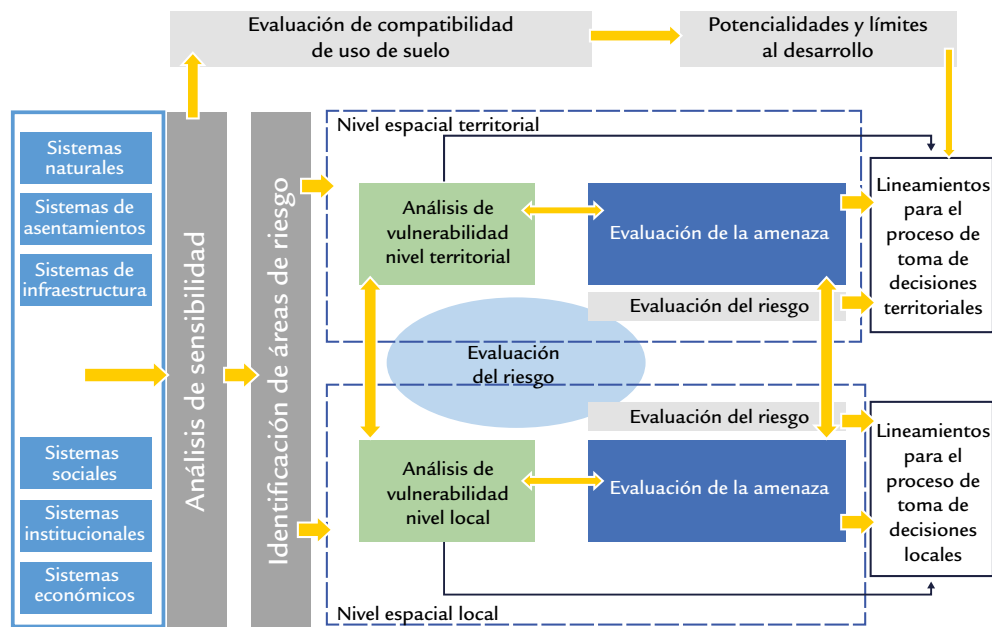 Evaluación de compatibilidad
de uso de suelo
Potencialidades y límites
al desarrollo
Sistemas
naturales
Sistemas de
asentamientos
Sistemas de
infraestructura
Sistemas
sociales
Sistemas
institucionales
Sistemas
económicos
Análisis de sensibilidad
Identificación de áreas de riesgo
Nivel espacial territorial
Análisis de
vulnerabilidad
nivel territorial
Evaluación de la amenaza
Evaluación del riesgo
Lineamientos
para el
proceso de
toma de
decisiones
territoriales
Evaluación
del riesgo
Evaluación del riesgo
Análisis de
vulnerabilidad
nivel local
Evaluación de la amenaza
Lineamientos
para el
proceso de
toma de
decisiones
locales
Nivel espacial local